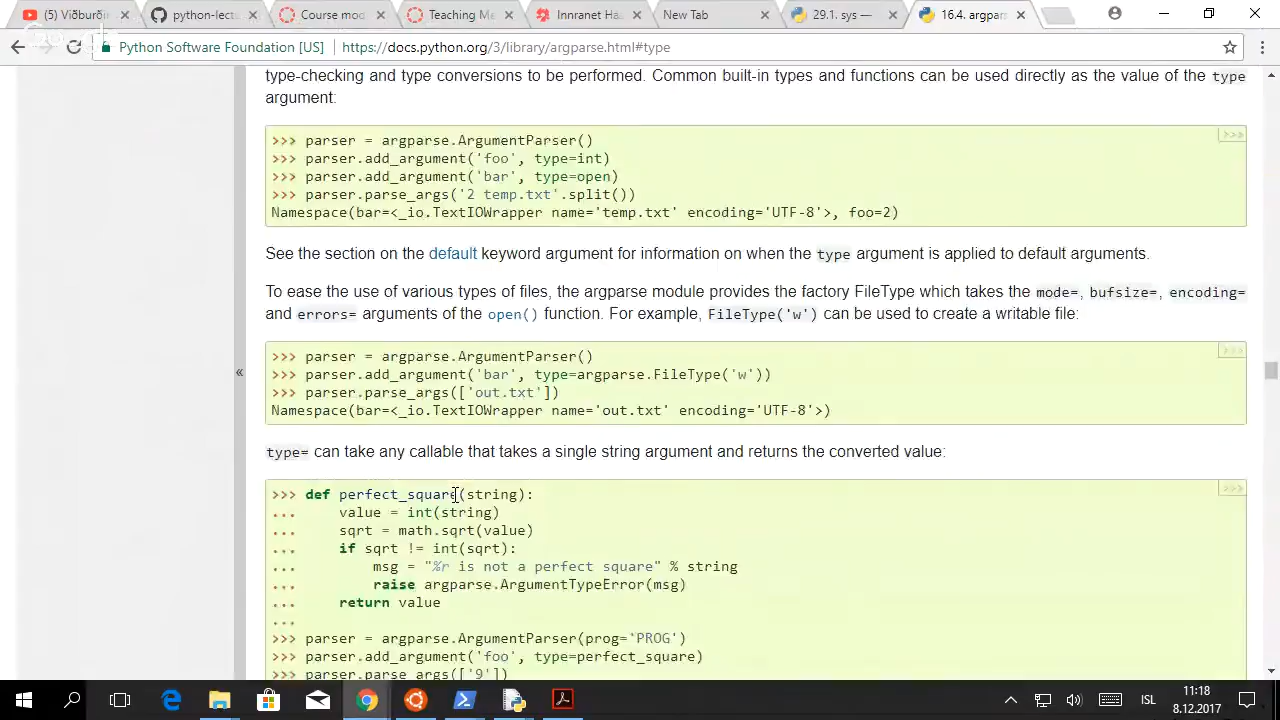 (5) Viðburðu
python-les
Course mod
Teaching Me
Innranet Ha
New Tab
29.1. sys —
16.4. argpar
Python Software Foundation [US]
https://docs.python.org/3/library/argparse.html#type
type-checking and type conversions to be performed. Common built-in types and functions can be used directly as the value of the type
argument:
>>> parser = argparse.ArgumentParser()
>>> parser.add_argument('foo', type=int)
>>> parser.add_argument('bar', type=open)
>>> parser.parse_args('2 temp.txt'.split())
Namespace(bar=<_io.TextIOWrapper name='temp.txt' encoding='UTF-8'>, foo=2)
>>>
See the section on the default keyword argument for information on when the type argument is applied to default arguments.
To ease the use of various types of files, the argparse module provides the factory FileType which takes the mode=, bufsize=, encoding=
and errors= arguments of the open() function. For example, FileType('w') can be used to create a writable file:
>>> parser = argparse.ArgumentParser()
>>> parser.add_argument('bar', type=argparse.FileType('w'))
>>> parser.parse_args(['out.txt'])
Namespace(bar=<_io.TextIOWrapper name='out.txt' encoding='UTF-8'>)
>>>
«
type= can take any callable that takes a single string argument and returns the converted value:
>>> def perfect_square(string):
... value = int(string)
... sqrt = math.sqrt(value)
... if sqrt != int(sqrt):
... msg = "%r is not a perfect square" % string
... raise argparse.ArgumentTypeError(msg)
... return value
...
>>> parser = argparse.ArgumentParser(prog='PROG')
>>> parser.add_argument('foo', type=perfect_square)
>>> parser.parse_args(['9'])
>>>
ISL
11:18
8.12.2017